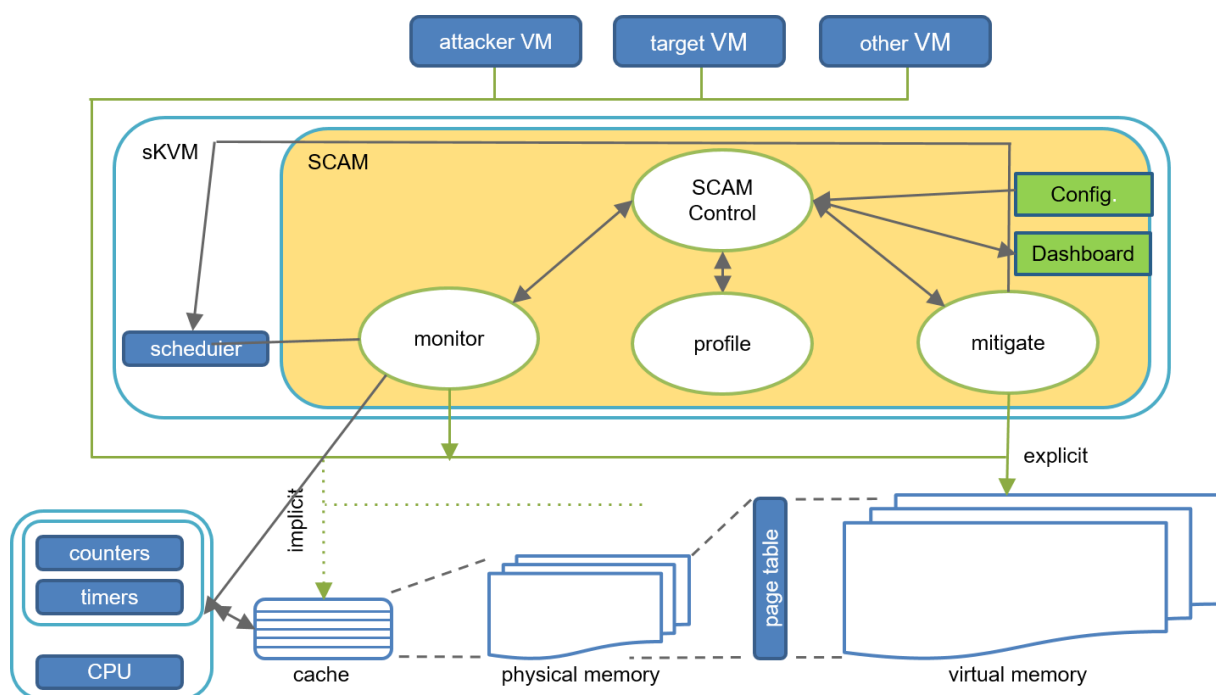 attacker VM
target VM
other VM
sKVM
SCAM
SCAM
Control
Config.
Dashboard
scheduier
monitor
profile
mitigate
explicit
implicit
counters
timers
CPU
cache
physical memory
page table
virtual memory